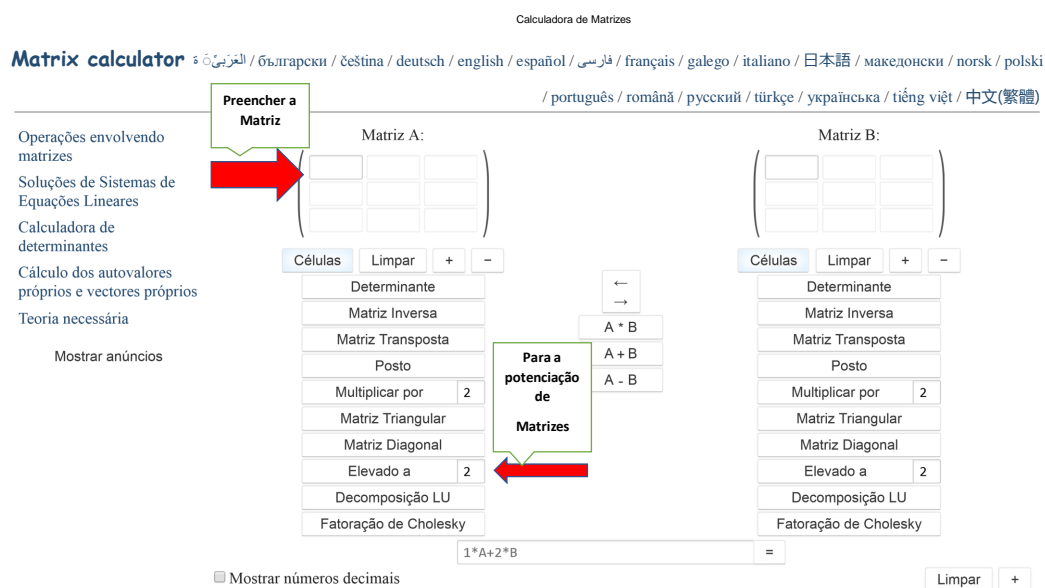 Calculadora de Matrizes
Matrix calculator العَرَبِيَّة / български / čeština / deutsch / english / español / فارسی / français / galego / italiano / 日本語 / македонски / norsk / polski
/ português / română / русский / türkçe / українська / tiếng việt / 中文(繁體)
Preencher a
Matriz
Operações envolvendo
matrizes
Soluções de Sistemas de
Equações Lineares
Calculadora de
determinantes
Cálculo dos autovalores
próprios e vectores próprios
Teoria necessária
Mostrar anúncios
Matriz A:
Células Limpar + −
Determinante
Matriz Inversa
Matriz Transposta
Posto
Multiplicar por 2
Matriz Triangular
Matriz Diagonal
Elevado a 2
Decomposição LU
Fatoração de Cholesky
←
→
A * B
A + B
A - B
Para a
potenciação
de
Matrizes
Matriz B:
Células Limpar + −
Determinante
Matriz Inversa
Matriz Transposta
Posto
Multiplicar por 2
Matriz Triangular
Matriz Diagonal
Elevado a 2
Decomposição LU
Fatoração de Cholesky
1*A+2*B =
Mostrar números decimais
Limpar +